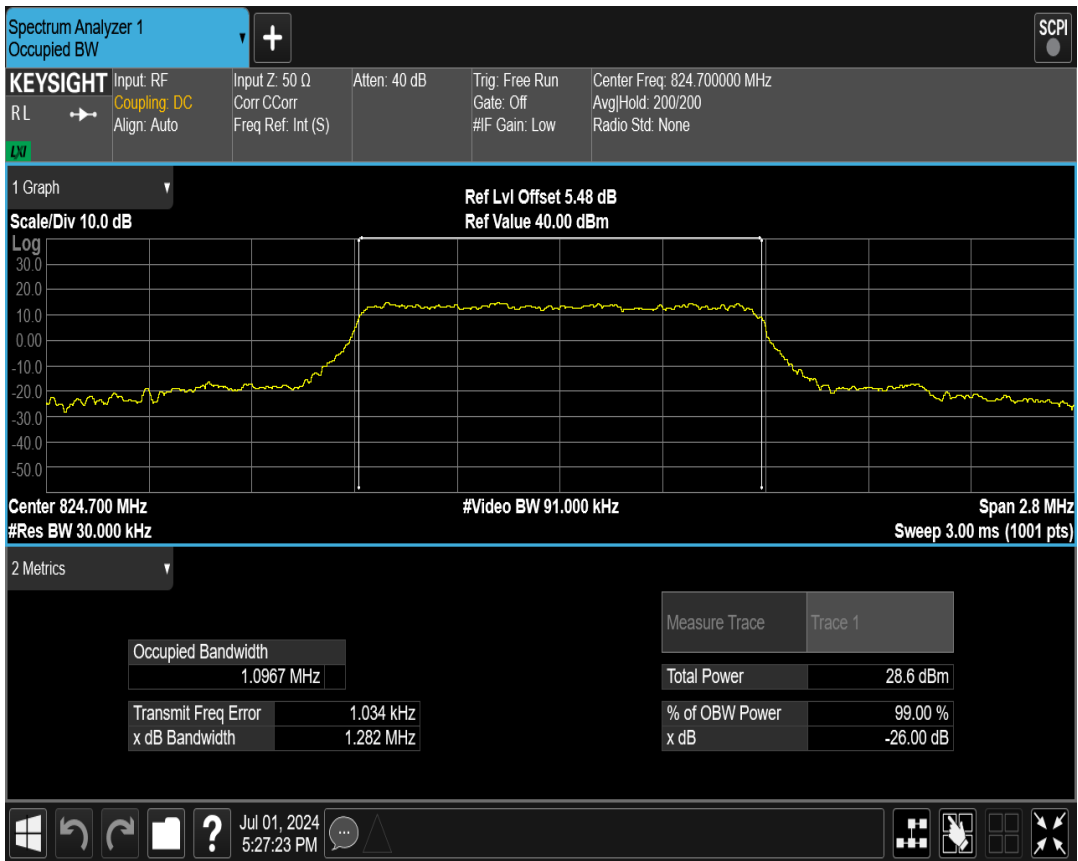 Spectrum Analyzer 1
Occupied BW
+
SCPI
KEYSIGHT
RL
LXI
Input: RF
Coupling: DC
Align: Auto
Input Z: 50 Ω
Corr CCorr
Freq Ref: Int (S)
Atten: 40 dB
Trig: Free Run
Gate: Off
#IF Gain: Low
Center Freq: 824.700000 MHz
Avg|Hold: 200/200
Radio Std: None
1 Graph
Scale/Div 10.0 dB
Ref Lvl Offset 5.48 dB
Ref Value 40.00 dBm
Log
30.0
20.0
10.0
0.00
-10.0
-20.0
-30.0
-40.0
-50.0
Center 824.700 MHz
#Video BW 91.000 kHz
Span 2.8 MHz
#Res BW 30.000 kHz
Sweep 3.00 ms (1001 pts)
2 Metrics
Measure Trace Trace 1
Occupied Bandwidth
1.0967 MHz
Total Power 28.6 dBm
Transmit Freq Error 1.034 kHz
% of OBW Power 99.00 %
x dB Bandwidth 1.282 MHz
x dB -26.00 dB
?
Jul 01, 2024
5:27:23 PM